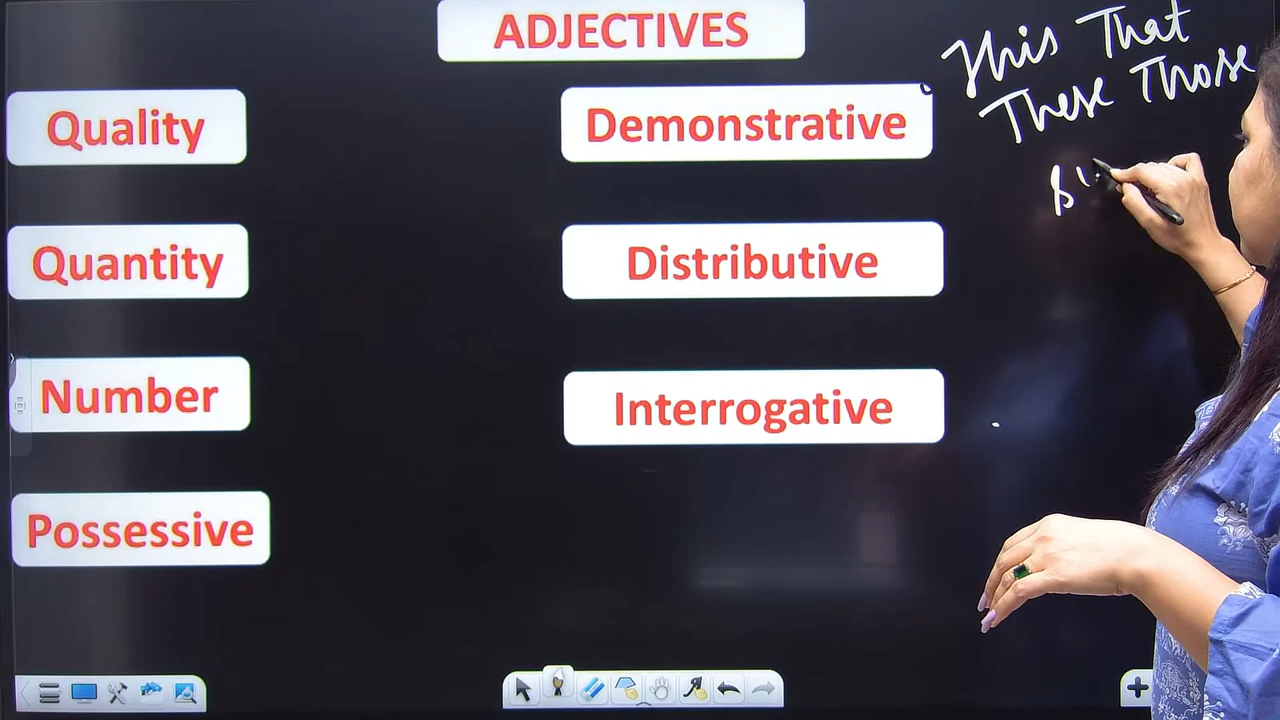 ADJECTIVES
Quality
Quantity
Number
Possessive
Demonstrative
Distributive
Interrogative
This That
These Those